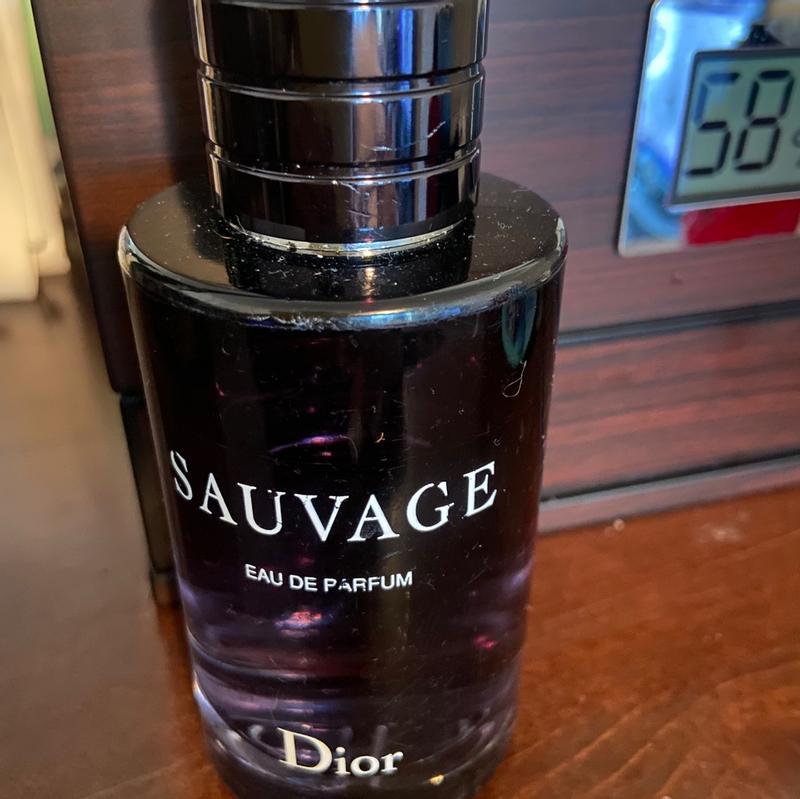 58%
SAUVAGE
EAU DE PARFUM
Dior